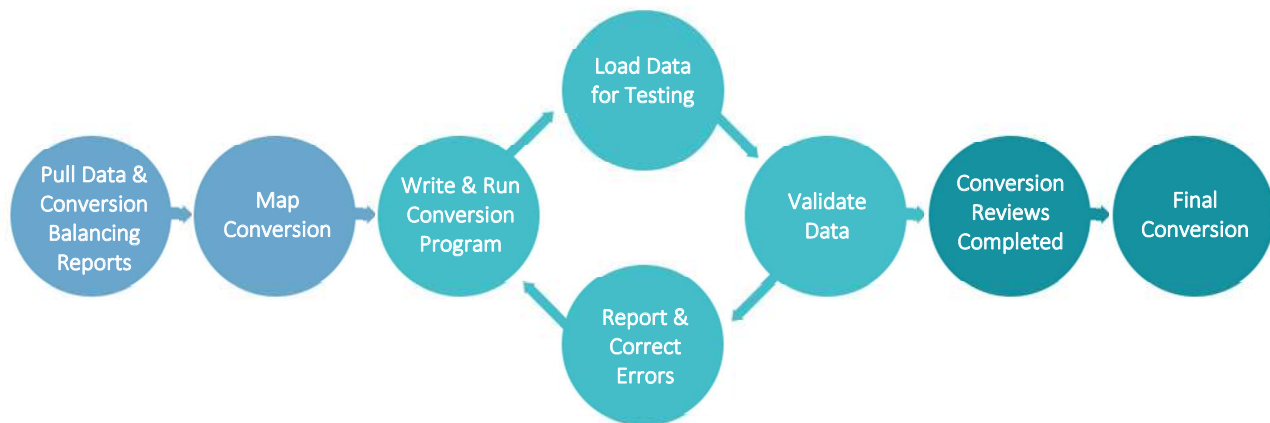 Pull Data &
Conversion
Balancing
Reports
Map
Conversion
Write & Run
Conversion
Program
Load Data
for Testing
Validate
Data
Report &
Correct
Errors
Conversion
Reviews
Completed
Final
Conversion